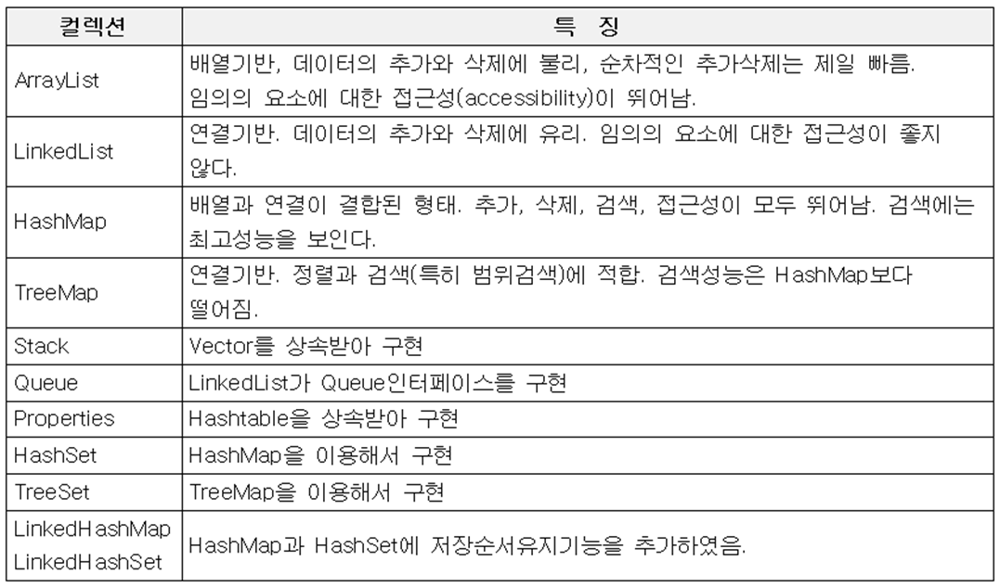 컬렉션 특 징
ArrayList
배열기반, 데이터의 추가와 삭제에 불리, 순차적인 추가삭제는 제일 빠름.
임의의 요소에 대한 접근성(accessibility)이 뛰어남.
LinkedList
연결기반. 데이터의 추가와 삭제에 유리. 임의의 요소에 대한 접근성이 좋지
않다.
HashMap
배열과 연결이 결합된 형태. 추가, 삭제, 검색, 접근성이 모두 뛰어남. 검색에는
최고성능을 보인다.
TreeMap
연결기반. 정렬과 검색(특히 범위검색)에 적합. 검색성능은 HashMap보다
떨어짐.
Stack Vector를 상속받아 구현
Queue LinkedList가 Queue인터페이스를 구현
Properties Hashtable을 상속받아 구현
HashSet HashMap을 이용해서 구현
TreeSet TreeMap을 이용해서 구현
LinkedHashMap
LinkedHashSet
HashMap과 HashSet에 저장순서유지기능을 추가하였음.